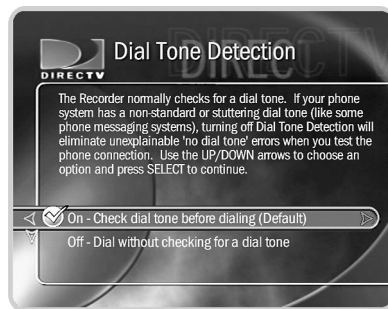 DIRECTV
Dial Tone Detection
The Recorder normally checks for a dial tone. If your phone
system has a non-standard or stuttering dial tone (like some
phone messaging systems), turning off Dial Tone Detection will
eliminate unexplainable 'no dial tone' errors when you test the
phone connection. Use the UP/DOWN arrows to choose an
option and press SELECT to continue.
On - Check dial tone before dialing (Default)
Off - Dial without checking for a dial tone